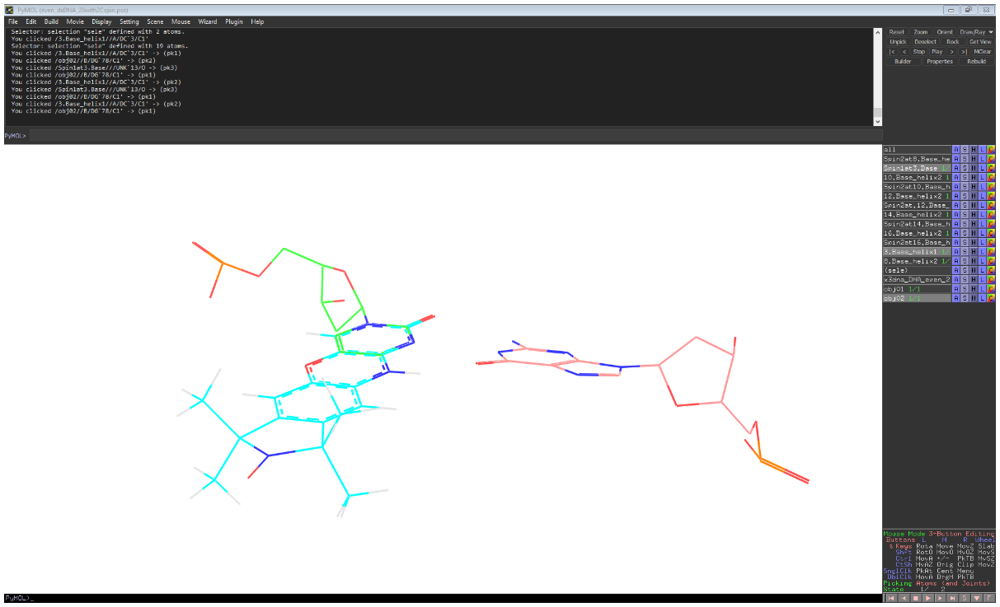 PyMOL (even_dsDNA_20with2Cspin.pse)
File Edit Build Movie Display Setting Scene Mouse Wizard Plugin Help
Selector: selection "sele" defined with 2 atoms.
You clicked /3.Base_helix1//A/DC`3/C1'
Selector: selection "sele" defined with 19 atoms.
You clicked /3.Base_helix1//A/DC`3/C1' -> (pk1)
You clicked /obj02//B/DG`78/C1' -> (pk2)
You clicked /Spin1at3.Base///UNK`13/O -> (pk3)
You clicked /obj02//B/DG`78/C1' -> (pk1)
You clicked /3.Base_helix1//A/DC`3/C1' -> (pk2)
You clicked /Spin1at3.Base///UNK`13/O -> (pk3)
You clicked /obj02//B/DG`78/C1' -> (pk1)
You clicked /3.Base_helix1//A/DC`3/C1' -> (pk2)
You clicked /obj02//B/DG`78/C1' -> (pk1)
PyMOL>
Reset Zoom Orient Draw/Ray
Unpick Deselect Rock Get View
|< < Stop Play > >| MClear
Builder Properties Rebuild
all A S H L C
Spin2at8.Base_he A S H L C
Spin1at3.Base 1/ A S H L C
10.Base_helix2 1 A S H L C
Spin2at10.Base_h A S H L C
12.Base_helix2 1 A S H L C
Spin2at.12.Base_ A S H L C
14.Base_helix2 1 A S H L C
Spin2at14.Base_h A S H L C
16.Base_helix2 1 A S H L C
Spin2at16.Base_h A S H L C
3.Base_helix1 1/ A S H L C
8.Base_helix2 1/ A S H L C
(sele) A S H L C
x3dna_DNA_even_2 A S H L C
obj01 1/1 A S H L C
obj02 1/1 A S H L C
Mouse Mode 3-Button Editing
Buttons L M R Wheel
& Keys Rota Move MovZ Slab
Shft RotO MovO MvOZ MovS
Ctrl MovA +/- PkTB MvSZ
CtSh MvAZ Orig Clip MovZ
SnglClk PkAt Cent Menu
DblClk MovA DrgM PkTB
Picking Atoms (and Joints)
State 1/ 2
S F
PyMOL>_